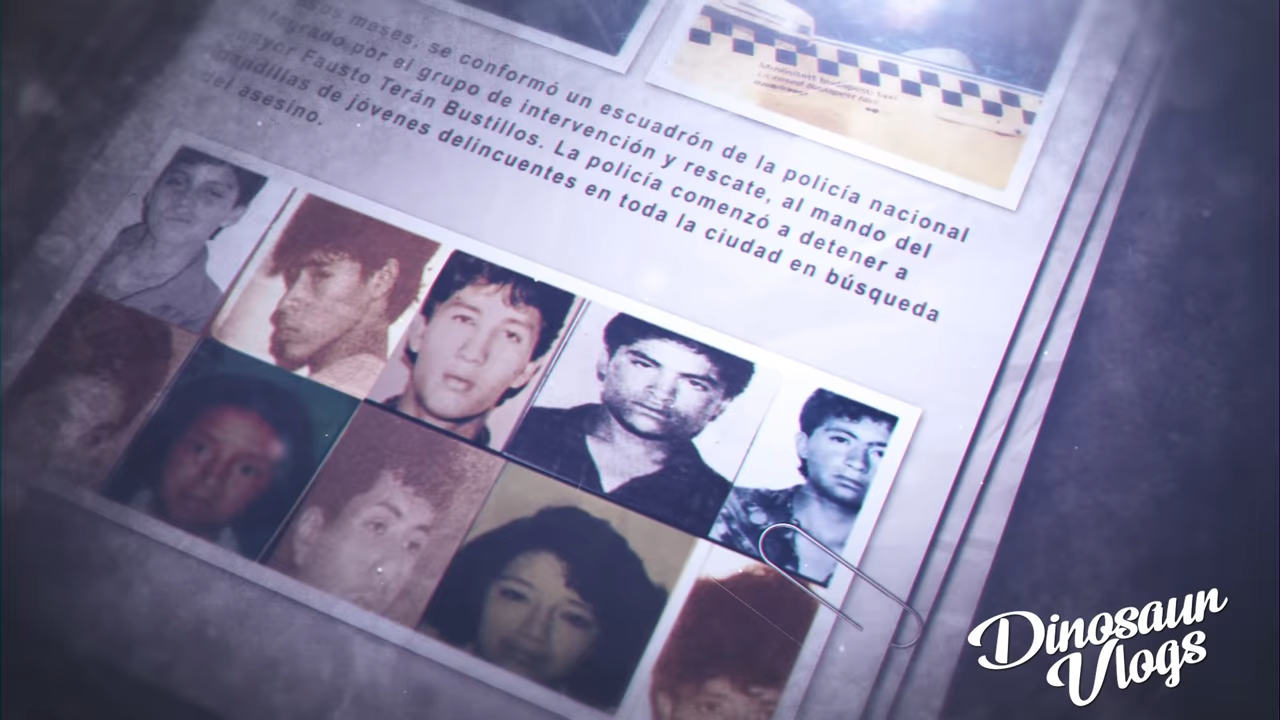 esos meses, se conformó un escuadrón de la policía nacional
por el grupo de intervención y rescate, al mando del
mayor Fausto Terán Bustillos. La policía comenzó a detener a
pandillas de jóvenes delincuentes en toda la ciudad en búsqueda
del asesino.
Dinosaun
Vlogs